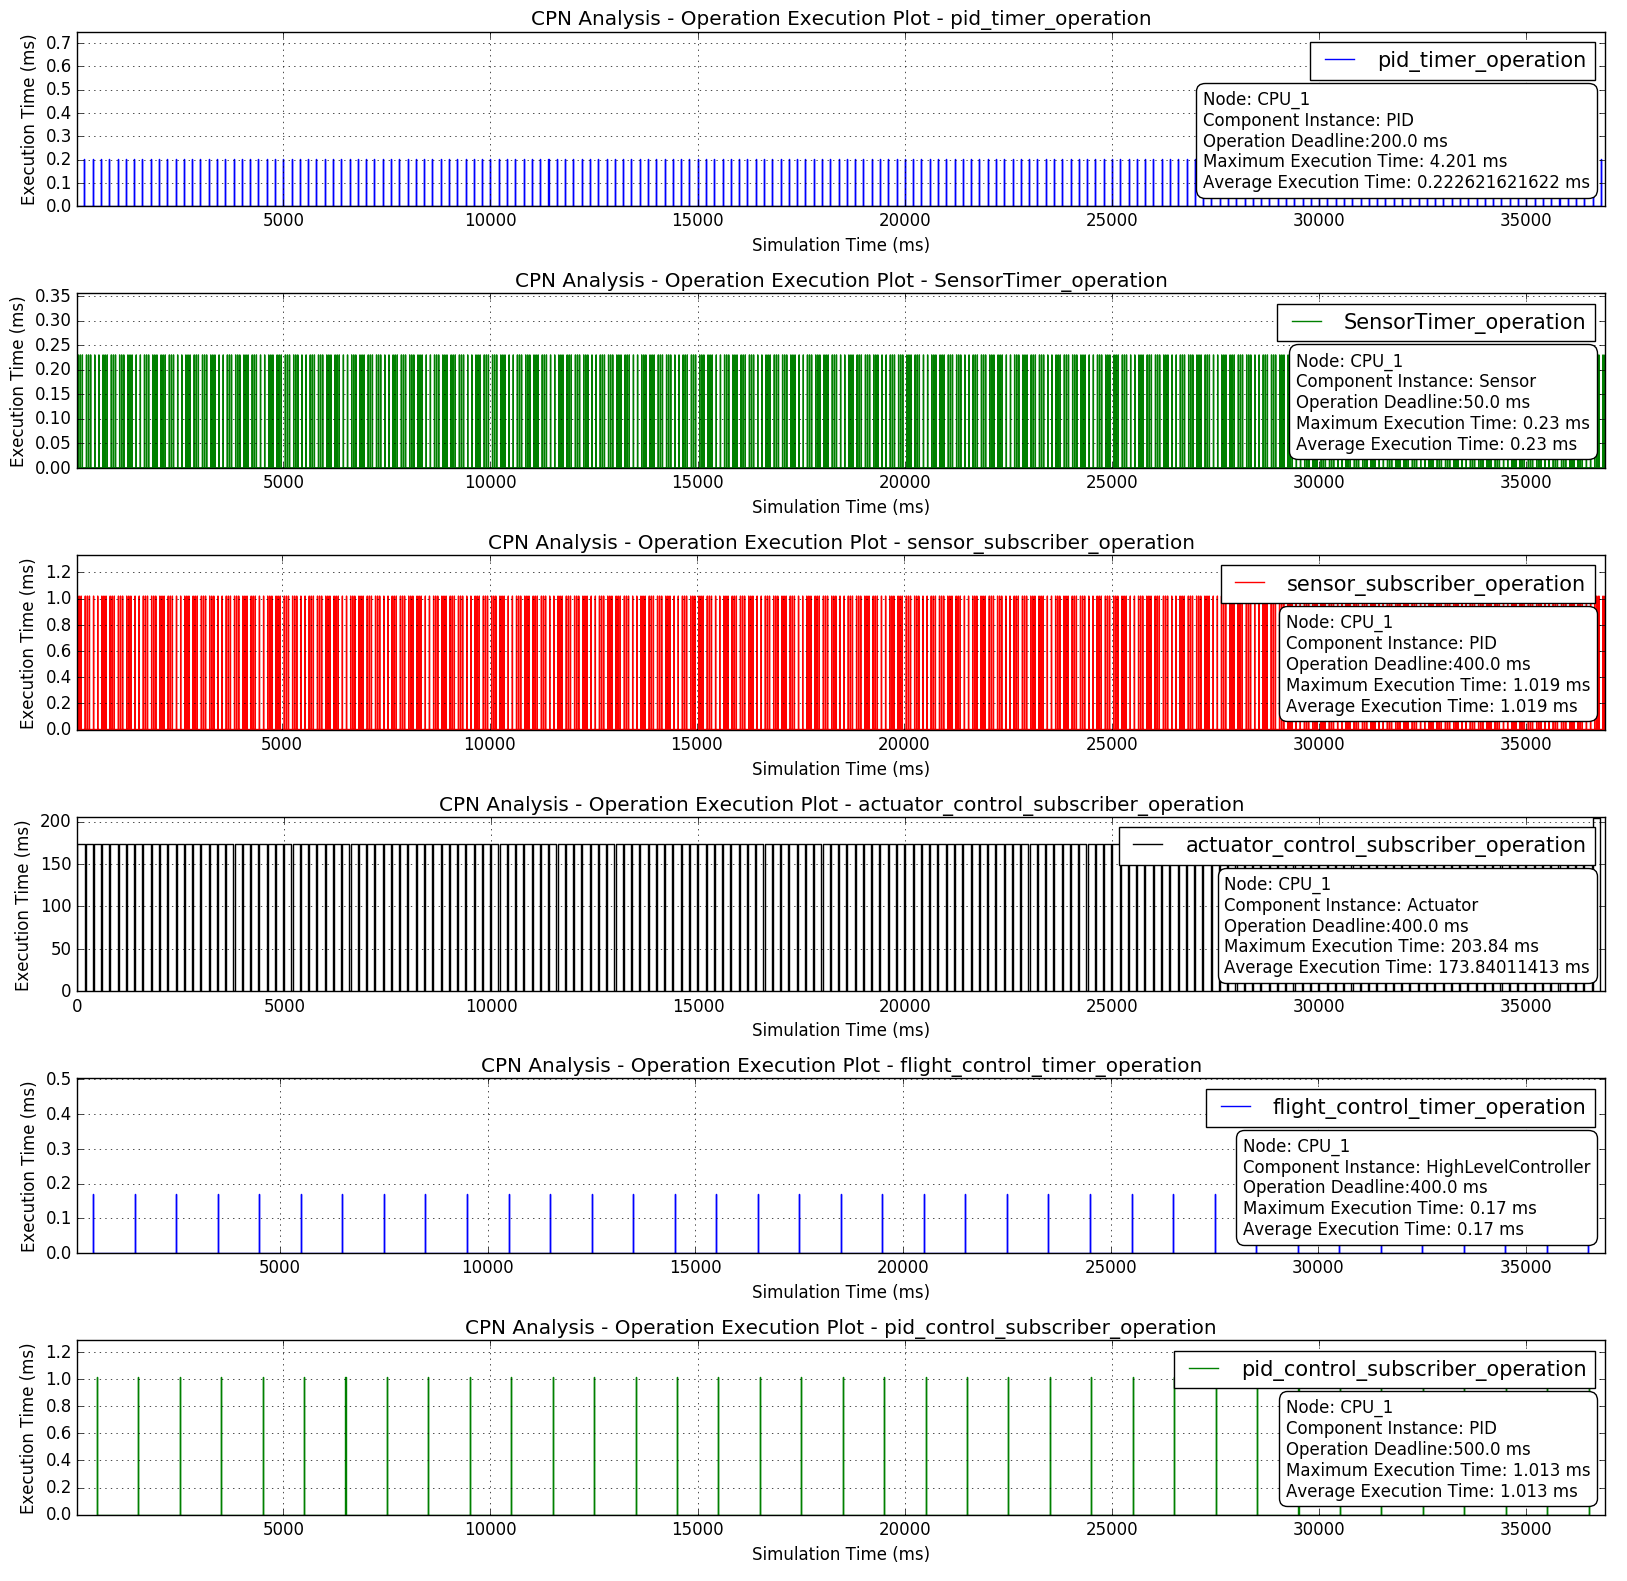 CPN Analysis - Operation Execution Plot - pid_timer_operation
Execution Time (ms)
0.7
0.6
0.5
0.4
0.3
0.2
0.1
0.0
pid_timer_operation
Node: CPU_1
Component Instance: PID
Operation Deadline:200.0 ms
Maximum Execution Time: 4.201 ms
Average Execution Time: 0.222621621622 ms
5000 10000 15000 20000 25000 30000 35000
Simulation Time (ms)
CPN Analysis - Operation Execution Plot - SensorTimer_operation
Execution Time (ms)
0.35
0.30
0.25
0.20
0.15
0.10
0.05
0.00
SensorTimer_operation
Node: CPU_1
Component Instance: Sensor
Operation Deadline:50.0 ms
Maximum Execution Time: 0.23 ms
Average Execution Time: 0.23 ms
5000 10000 15000 20000 25000 30000 35000
Simulation Time (ms)
CPN Analysis - Operation Execution Plot - sensor_subscriber_operation
Execution Time (ms)
1.2
1.0
0.8
0.6
0.4
0.2
0.0
sensor_subscriber_operation
Node: CPU_1
Component Instance: PID
Operation Deadline:400.0 ms
Maximum Execution Time: 1.019 ms
Average Execution Time: 1.019 ms
5000 10000 15000 20000 25000 30000 35000
Simulation Time (ms)
CPN Analysis - Operation Execution Plot - actuator_control_subscriber_operation
Execution Time (ms)
200
150
100
50
0
actuator_control_subscriber_operation
Node: CPU_1
Component Instance: Actuator
Operation Deadline:400.0 ms
Maximum Execution Time: 203.84 ms
Average Execution Time: 173.84011413 ms
0 5000 10000 15000 20000 25000 30000 35000
Simulation Time (ms)
CPN Analysis - Operation Execution Plot - flight_control_timer_operation
Execution Time (ms)
0.5
0.4
0.3
0.2
0.1
0.0
flight_control_timer_operation
Node: CPU_1
Component Instance: HighLevelController
Operation Deadline:400.0 ms
Maximum Execution Time: 0.17 ms
Average Execution Time: 0.17 ms
5000 10000 15000 20000 25000 30000 35000
Simulation Time (ms)
CPN Analysis - Operation Execution Plot - pid_control_subscriber_operation
Execution Time (ms)
1.2
1.0
0.8
0.6
0.4
0.2
0.0
pid_control_subscriber_operation
Node: CPU_1
Component Instance: PID
Operation Deadline:500.0 ms
Maximum Execution Time: 1.013 ms
Average Execution Time: 1.013 ms
5000 10000 15000 20000 25000 30000 35000
Simulation Time (ms)